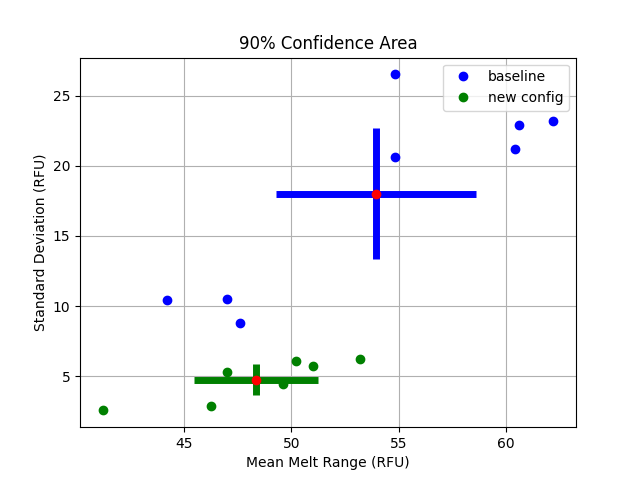 90% Confidence Area
baseline
new config
25
20
15
10
5
Standard Deviation (RFU)
45 50 55 60
Mean Melt Range (RFU)